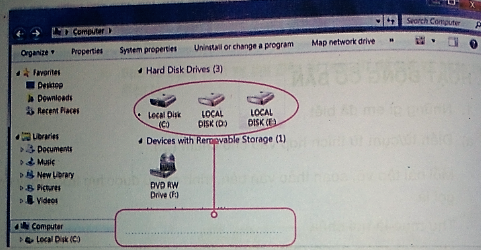 Computer
Search Computer
Organize
Properties
System properties
Uninstall or change a program
Map network drive
»
Favorites
Desktop
Downloads
Recent Places
Libraries
Documents
Music
New Library
Pictures
Videos
Computer
Local Disk (C:)
Hard Disk Drives (3)
Local Disk
(C:)
LOCAL
DISK (D:)
LOCAL
DISK (E:)
Devices with Removable Storage (1)
DVD RW
Drive (F:)